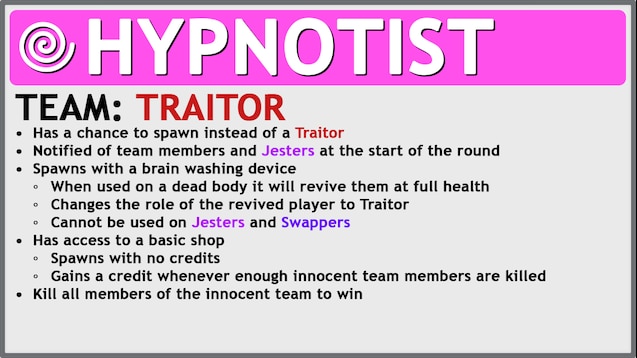 HYPNOTIST
TEAM: TRAITOR
• Has a chance to spawn instead of a Traitor
• Notified of team members and Jesters at the start of the round
• Spawns with a brain washing device
◦ When used on a dead body it will revive them at full health
◦ Changes the role of the revived player to Traitor
◦ Cannot be used on Jesters and Swappers
• Has access to a basic shop
◦ Spawns with no credits
◦ Gains a credit whenever enough innocent team members are killed
• Kill all members of the innocent team to win